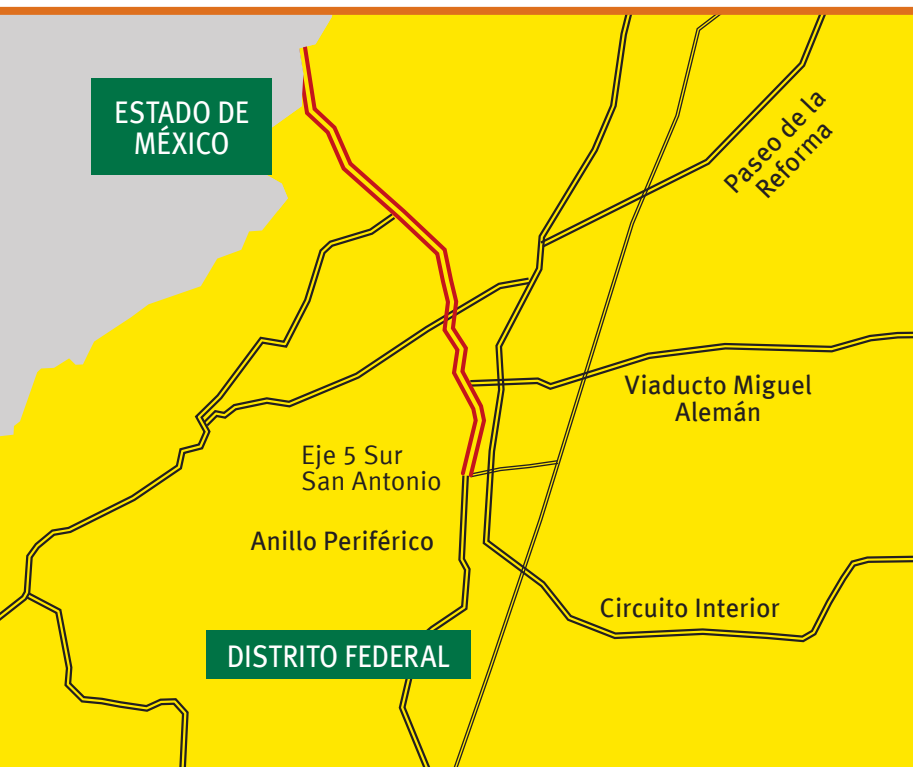 ESTADO DE
MÉXICO
Paseo de la
Reforma
Viaducto Miguel
Alemán
Eje 5 Sur
San Antonio
Anillo Periférico
Circuito Interior
DISTRITO FEDERAL